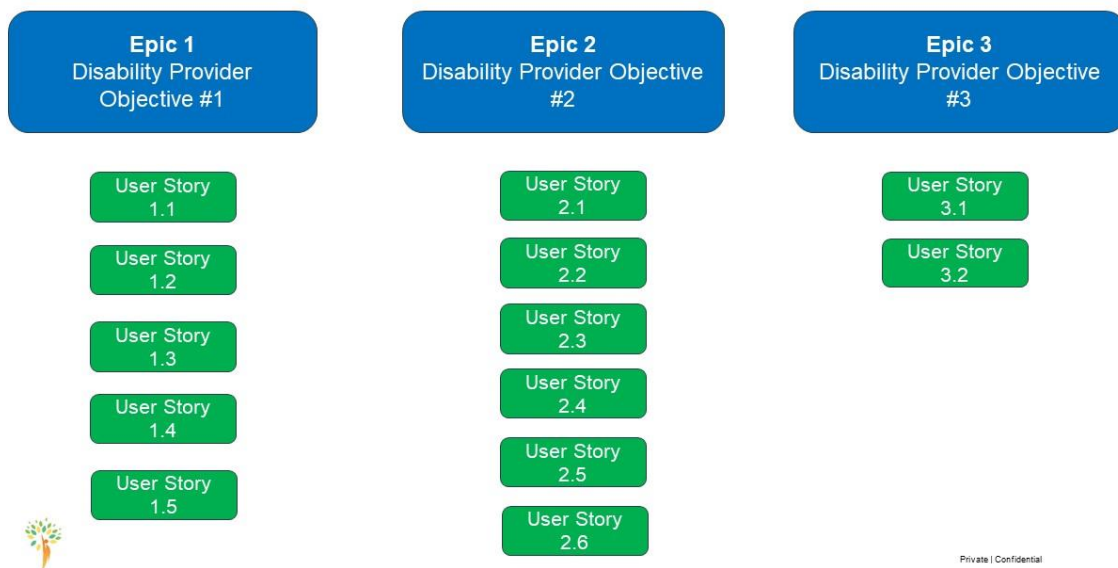 Epic 1
Disability Provider
Objective #1
User Story
1.1
User Story
1.2
User Story
1.3
User Story
1.4
User Story
1.5
Epic 2
Disability Provider Objective
#2
User Story
2.1
User Story
2.2
User Story
2.3
User Story
2.4
User Story
2.5
User Story
2.6
Epic 3
Disability Provider Objective
#3
User Story
3.1
User Story
3.2
Private | Confidential